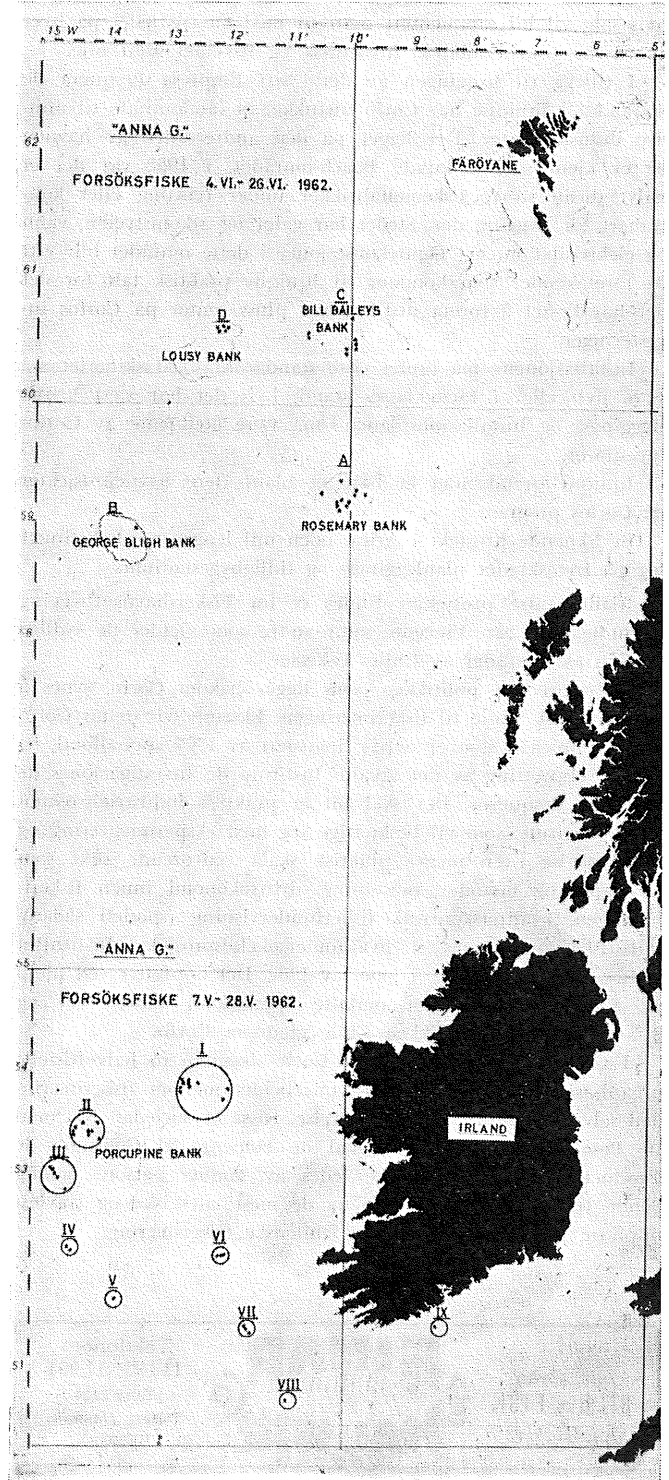 15 W 14° 13° 12° 11° 10° 9° 8° 7° 6
"ANNA G."
62
FÄRÖYANE
FORSÖKSFISKE 4.VI.- 26.VI. 1962.
61
C
D
BILL BAILEYS
BANK
LOUSY BANK
60
A
B
59
ROSEMARY BANK
GEORGE BLIGH BANK
"ANNA G."
55
FORSÖKSFISKE 7.V.- 28.V. 1962.
I
54
II
IRLAND
III
PORCUPINE BANK
53
IV
VI
V
VII
IX
51
VIII